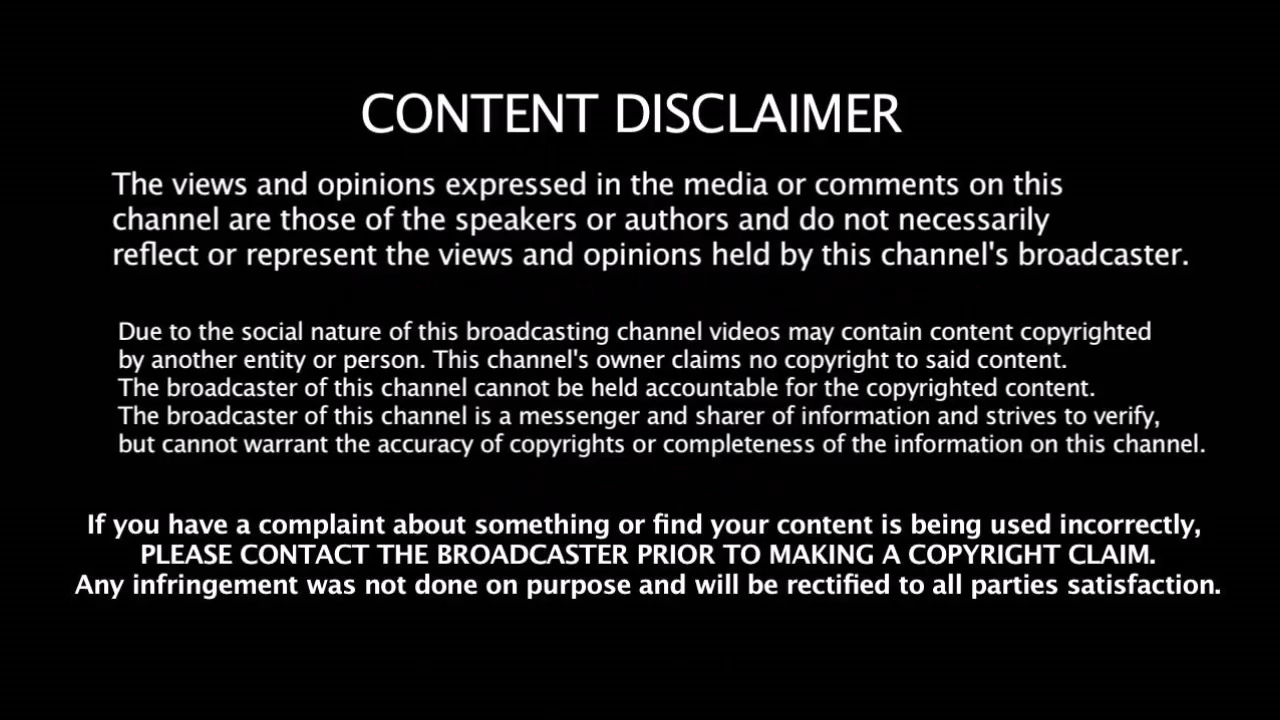 CONTENT DISCLAIMER
The views and opinions expressed in the media or comments on this
channel are those of the speakers or authors and do not necessarily
reflect or represent the views and opinions held by this channel's broadcaster.
Due to the social nature of this broadcasting channel videos may contain content copyrighted
by another entity or person. This channel's owner claims no copyright to said content.
The broadcaster of this channel cannot be held accountable for the copyrighted content.
The broadcaster of this channel is a messenger and sharer of information and strives to verify,
but cannot warrant the accuracy of copyrights or completeness of the information on this channel.
If you have a complaint about something or find your content is being used incorrectly,
PLEASE CONTACT THE BROADCASTER PRIOR TO MAKING A COPYRIGHT CLAIM.
Any infringement was not done on purpose and will be rectified to all parties satisfaction.